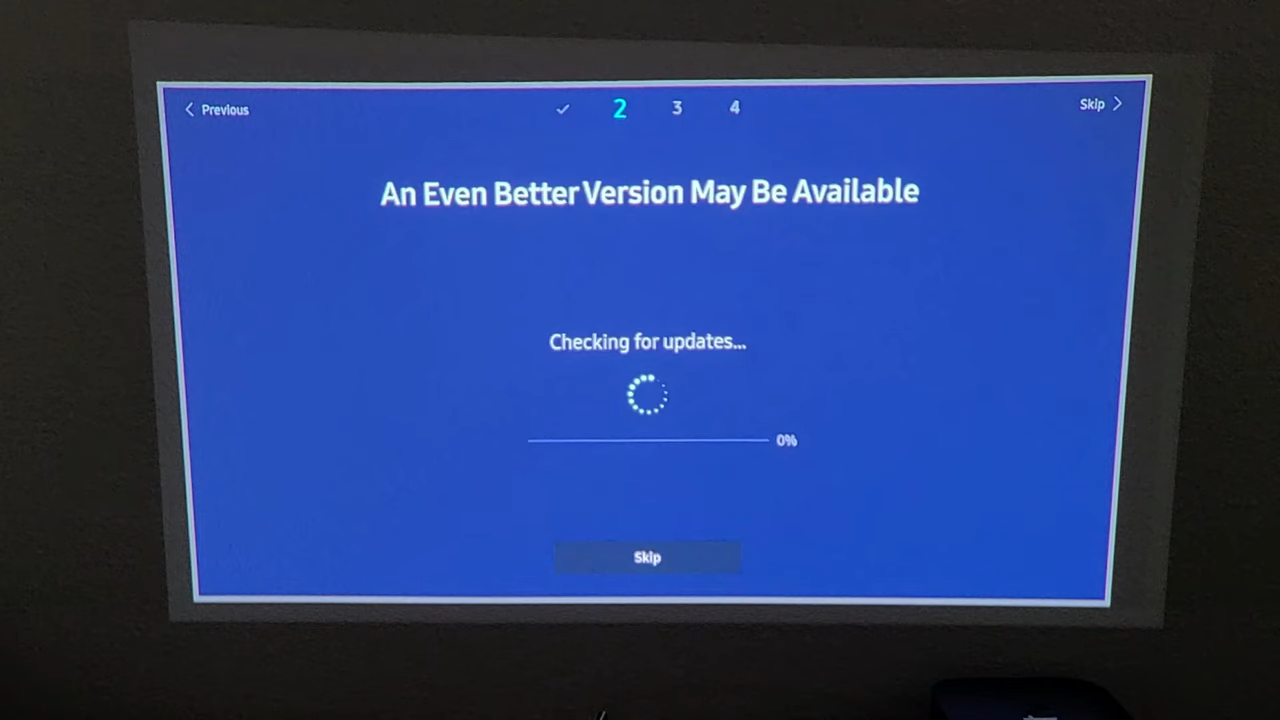 Previous
2
3
4
Skip
An Even Better Version May Be Available
Checking for updates...
0%
Skip